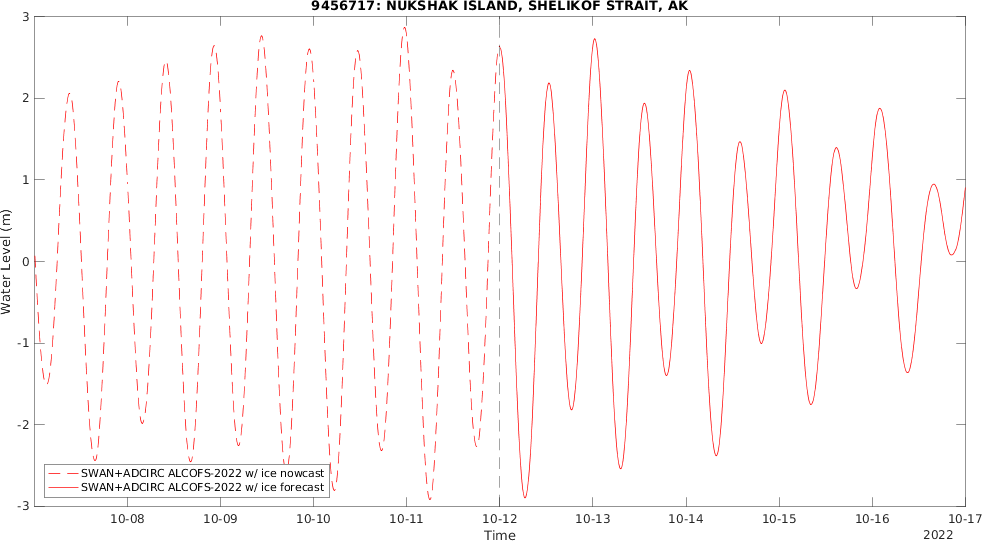 9456717: NUKSHAK ISLAND, SHELIKOF STRAIT, AK
3
2
1
0
-1
-2
-3
Water Level (m)
SWAN+ADCIRC ALCOFS-2022 w/ ice nowcast
SWAN+ADCIRC ALCOFS-2022 w/ ice forecast
10-08 10-09 10-10 10-11 10-12 10-13 10-14 10-15 10-16 10-17
Time
2022